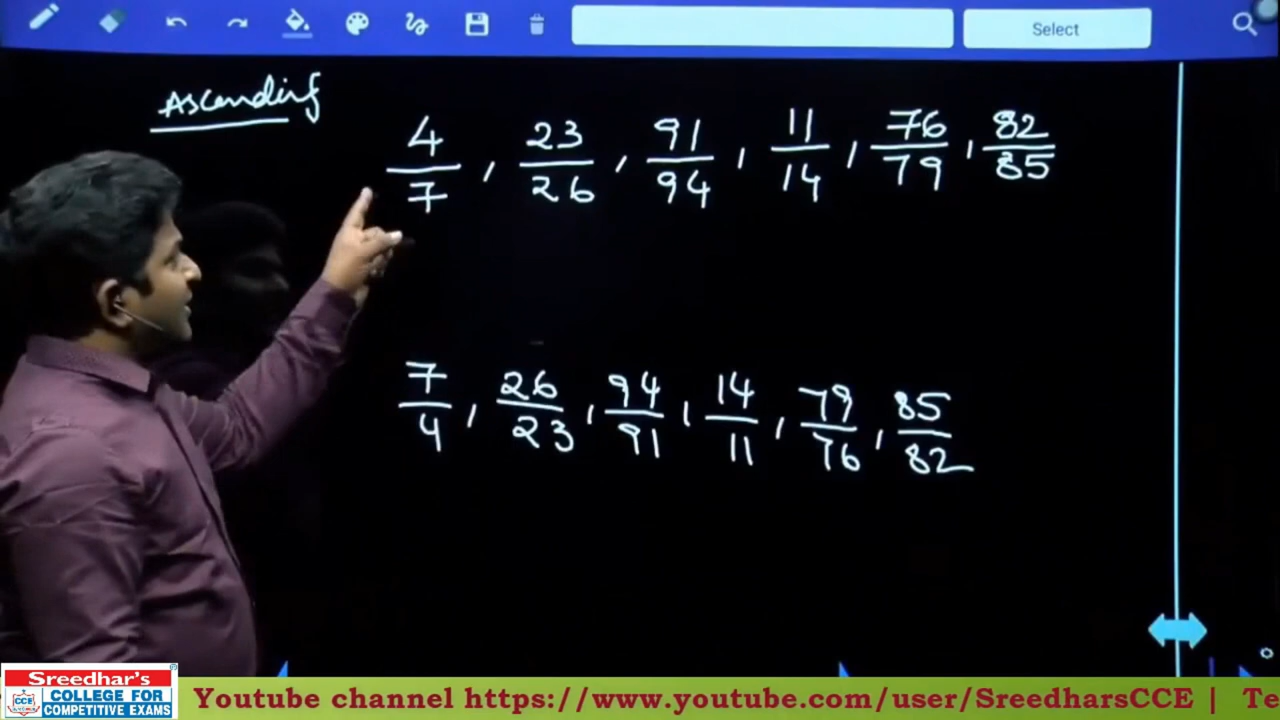 Select
Ascending
4/7 , 23/26 , 91/94 , 11/14 , 76/79 , 82/85
7/4 , 26/23 , 94/91 , 14/11 , 79/76 , 85/82
Sreedhar's
CCE
COLLEGE FOR
COMPETITIVE EXAMS
Youtube channel https://www.youtube.com/user/SreedharsCCE | Te